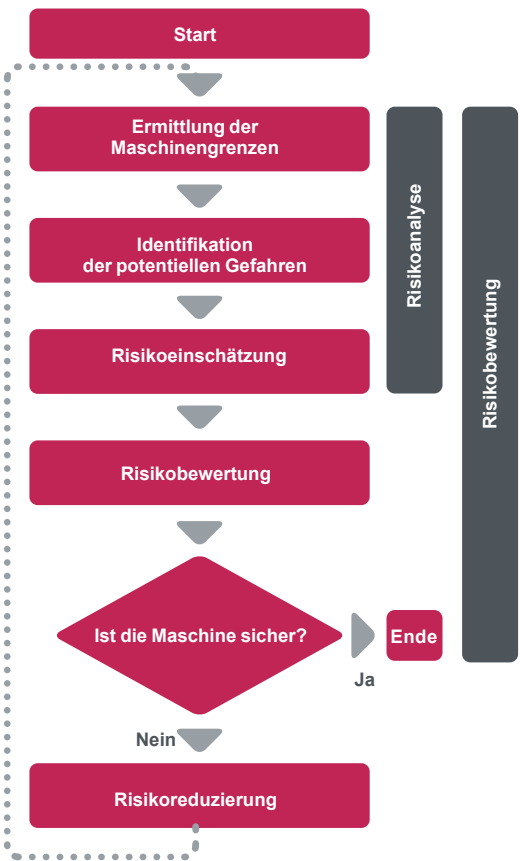 Start
Ermittlung der
Maschinengrenzen
Identifikation
der potentiellen Gefahren
Risikoeinschätzung
Risikobewertung
Ist die Maschine sicher?
Ja
Ende
Nein
Risikoreduzierung
Risikoanalyse
Risikobewertung